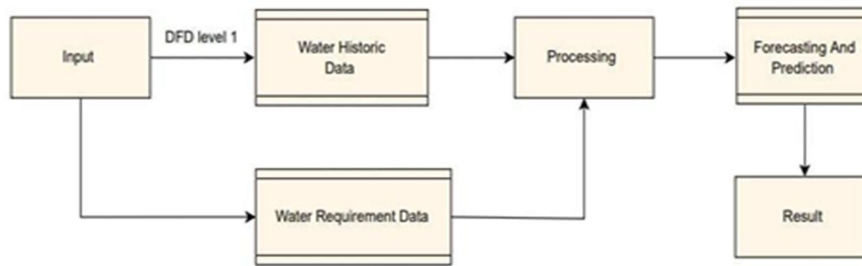 Input
DFD level 1
Water Historic
Data
Processing
Forecasting And
Prediction
Water Requirement Data
Result